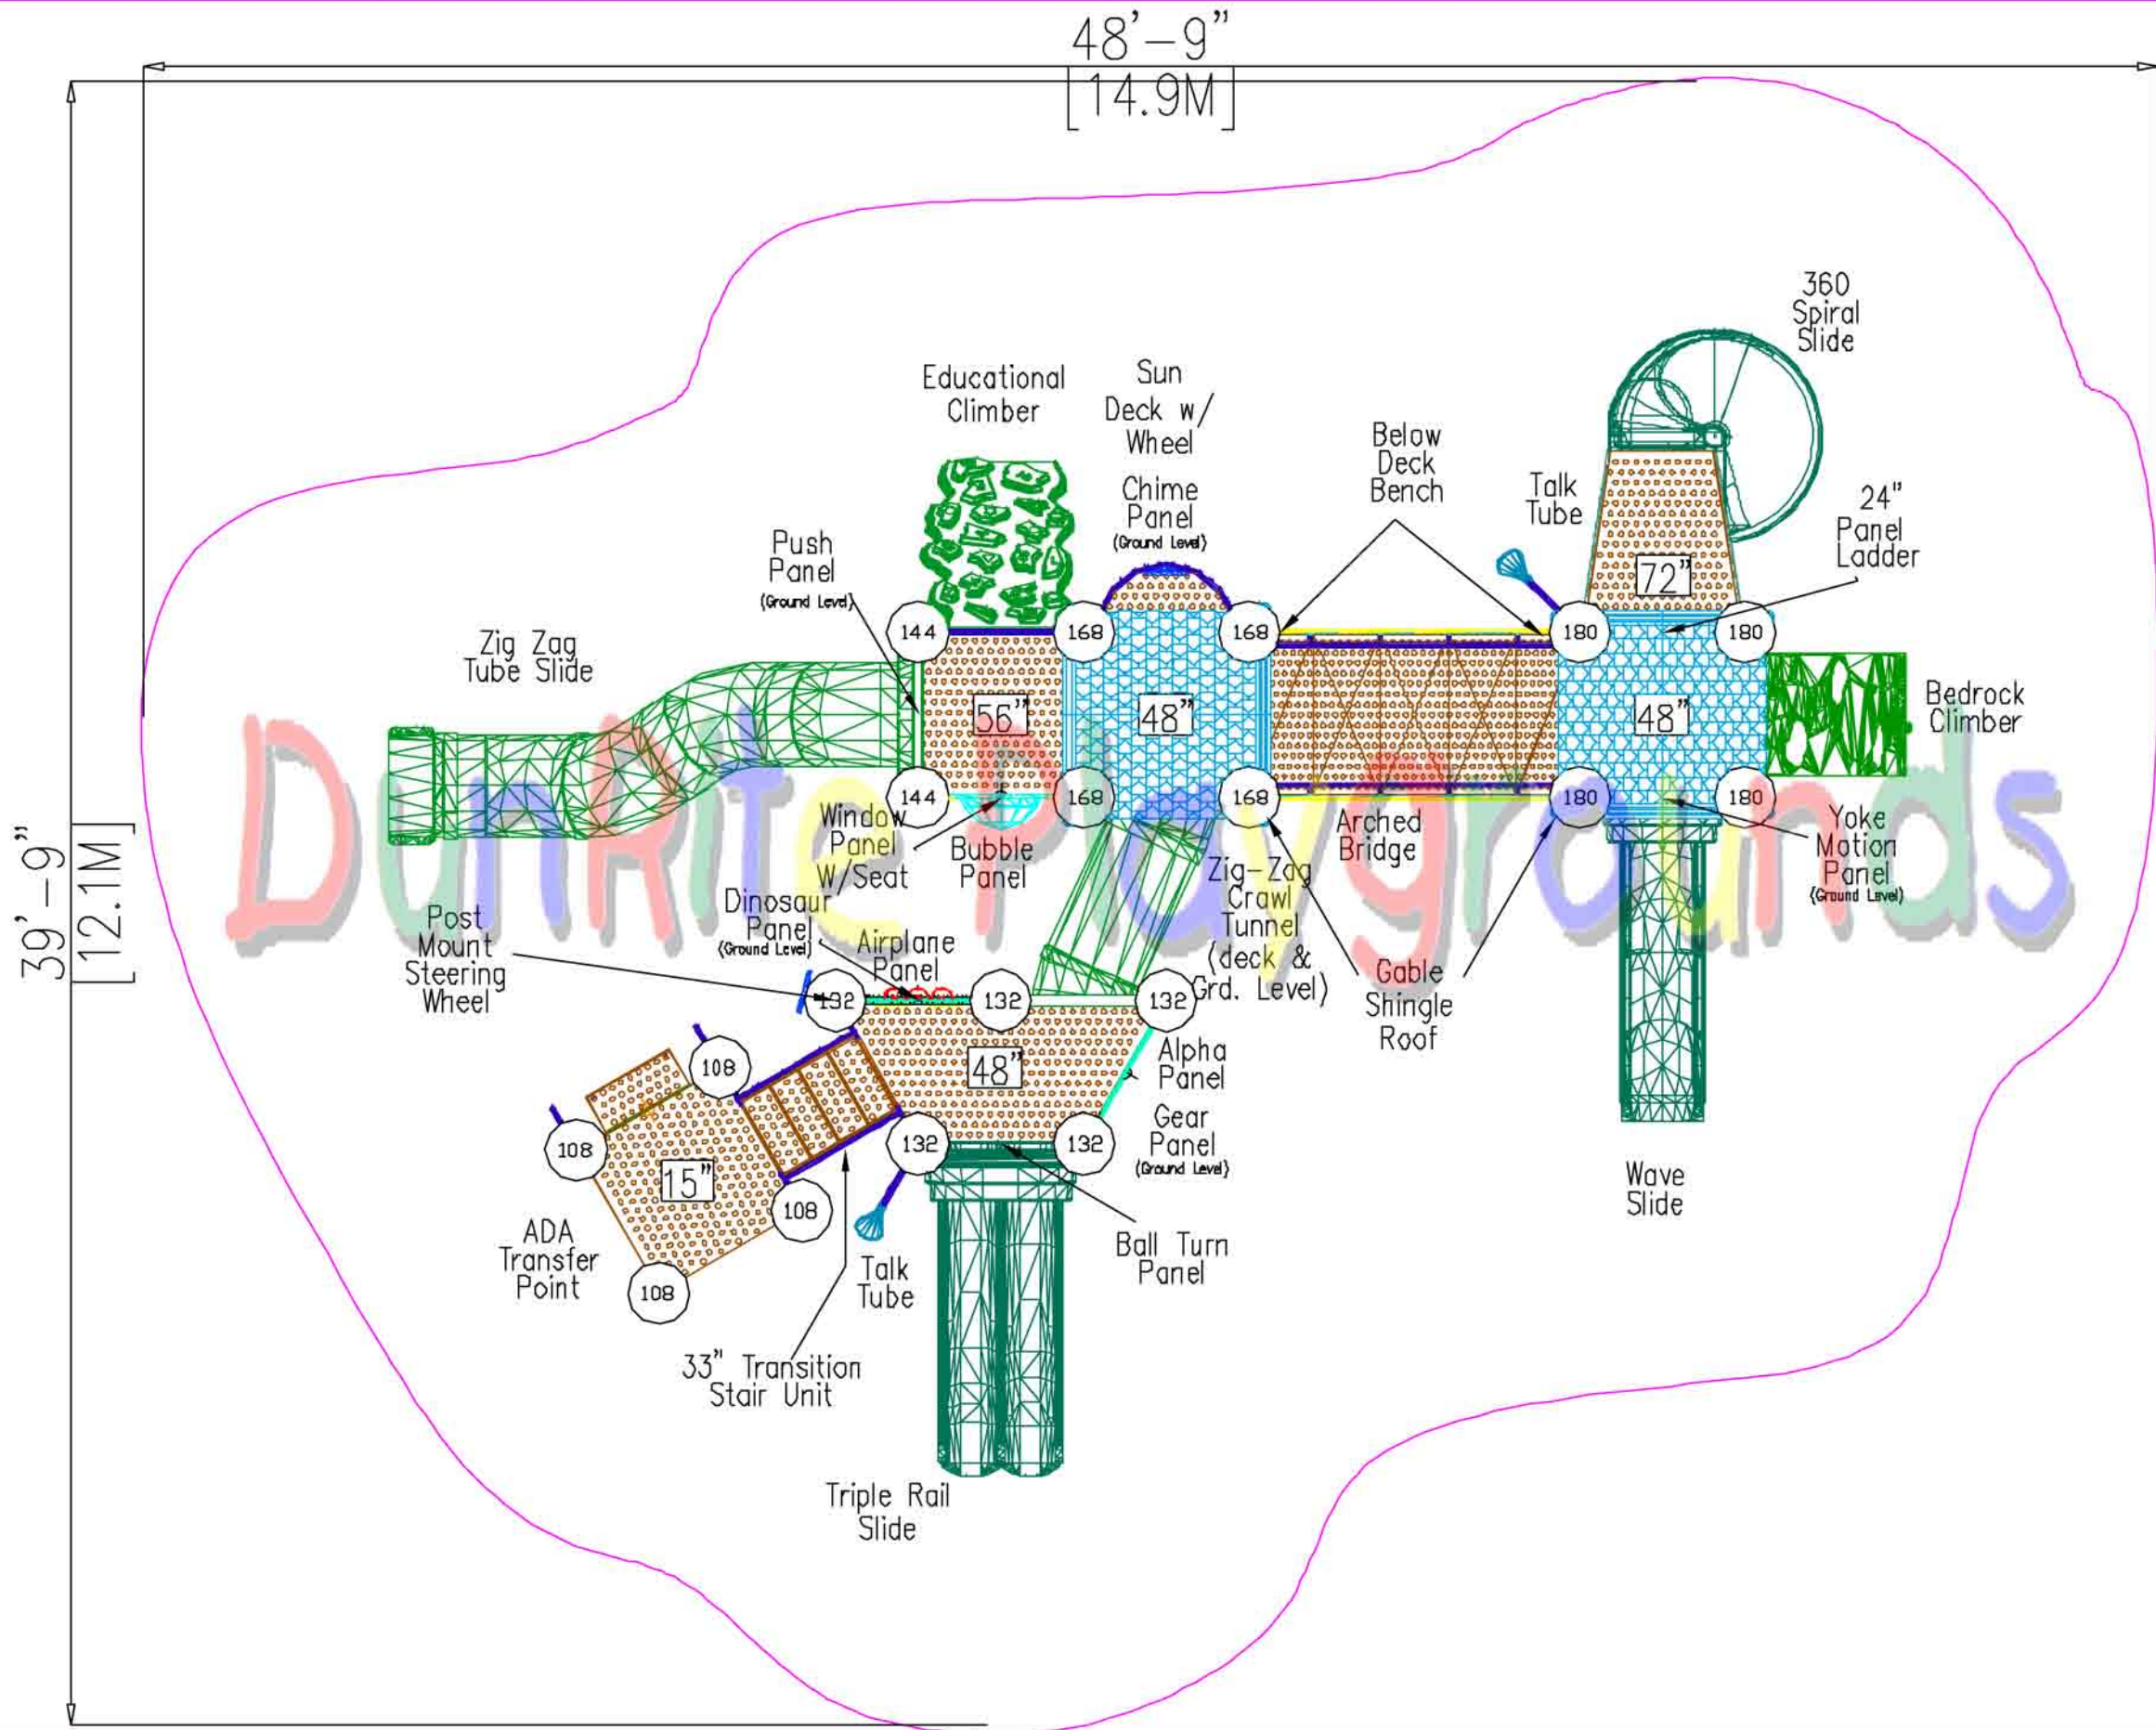 48'-9"
[14.9M]
39'-9"
[12.1M]
360
Spiral
Slide
Educational
Climber
Sun
Deck w/
Wheel
Chime
Panel
(Ground Level)
Below
Deck
Bench
Talk
Tube
24"
Panel
Ladder
Push
Panel
(Ground Level)
Zig Zag
Tube Slide
72"
144
168
168
180
180
56"
48"
48"
Bedrock
Climber
DunRite Playgrounds
144
168
168
180
180
Window
Panel
W/Seat
Bubble
Panel
Arched
Bridge
Yoke
Motion
Panel
(Ground Level)
Zig-Zag
Crawl
Tunnel
(deck &
Grd. Level)
Dinosaur
Panel
(Ground Level)
Airplane
Panel
Post
Mount
Steering
Wheel
Gable
Shingle
Roof
132
132
132
108
48"
Alpha
Panel
Gear
Panel
(Ground Level)
108
132
132
15"
108
108
Wave
Slide
ADA
Transfer
Point
Talk
Tube
Ball Turn
Panel
33" Transition
Stair Unit
Triple Rail
Slide